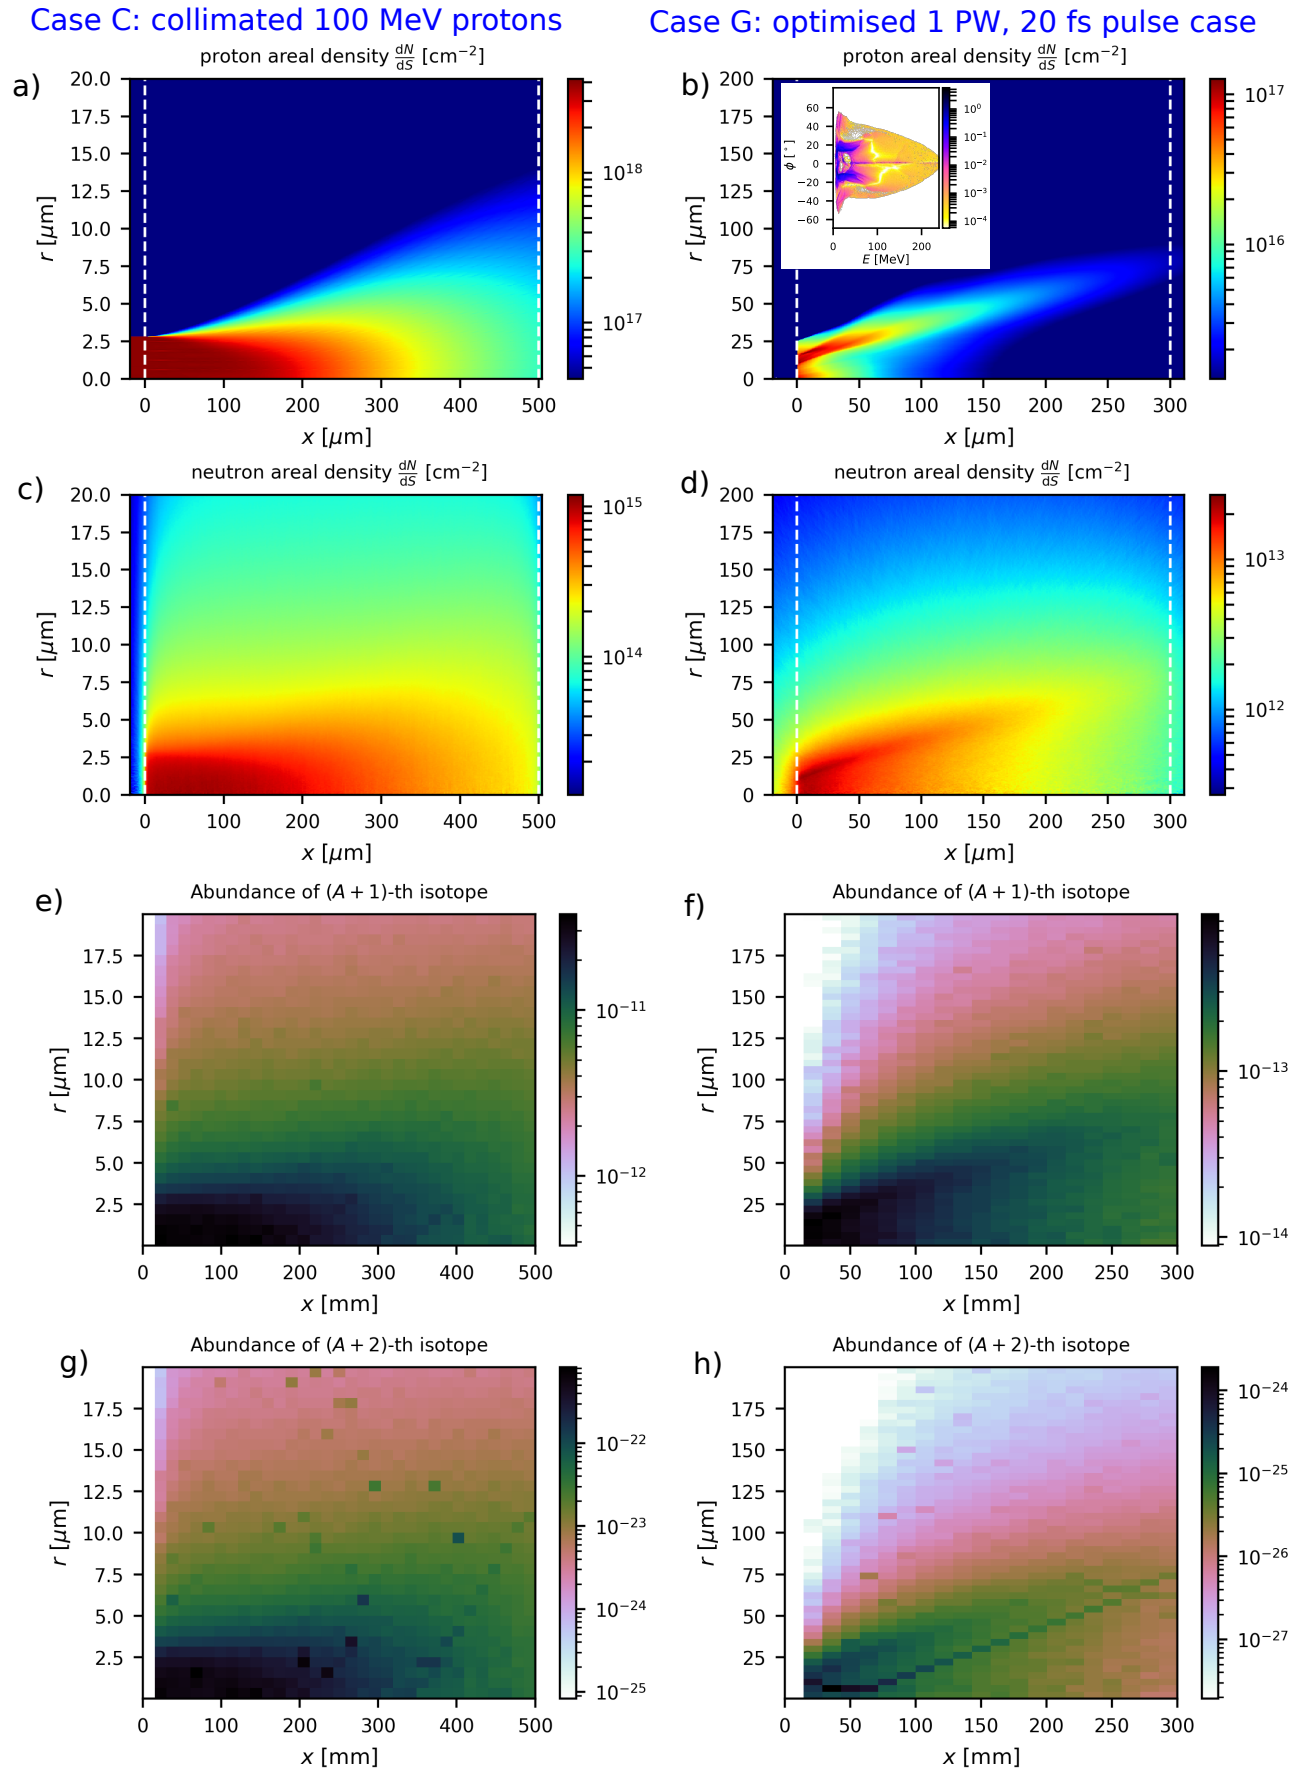 Case C: collimated 100 MeV protons
Case G: optimised 1 PW, 20 fs pulse case
a)
proton areal density dN/dS [cm⁻²]
20.0
17.5
15.0
12.5
10.0
7.5
5.0
2.5
0.0
r [μm]
0 100 200 300 400 500
x [μm]
10¹⁸
10¹⁷
b)
proton areal density dN/dS [cm⁻²]
200
175
150
125
100
75
50
25
0
r [μm]
0 50 100 150 200 250 300
x [μm]
10¹⁷
10¹⁶
60
40
20
0
−20
−40
−60
ϕ [°]
0 100 200
E [MeV]
10⁰
10⁻¹
10⁻²
10⁻³
10⁻⁴
c)
neutron areal density dN/dS [cm⁻²]
20.0
17.5
15.0
12.5
10.0
7.5
5.0
2.5
0.0
r [μm]
0 100 200 300 400 500
x [μm]
10¹⁵
10¹⁴
d)
neutron areal density dN/dS [cm⁻²]
200
175
150
125
100
75
50
25
0
r [μm]
0 50 100 150 200 250 300
x [μm]
10¹³
10¹²
e)
Abundance of (A + 1)-th isotope
17.5
15.0
12.5
10.0
7.5
5.0
2.5
r [μm]
0 100 200 300 400 500
x [mm]
10⁻¹¹
10⁻¹²
f)
Abundance of (A + 1)-th isotope
175
150
125
100
75
50
25
r [μm]
0 50 100 150 200 250 300
x [mm]
10⁻¹³
10⁻¹⁴
g)
Abundance of (A + 2)-th isotope
17.5
15.0
12.5
10.0
7.5
5.0
2.5
r [μm]
0 100 200 300 400 500
x [mm]
10⁻²²
10⁻²³
10⁻²⁴
10⁻²⁵
h)
Abundance of (A + 2)-th isotope
175
150
125
100
75
50
25
r [μm]
0 50 100 150 200 250 300
x [mm]
10⁻²⁴
10⁻²⁵
10⁻²⁶
10⁻²⁷